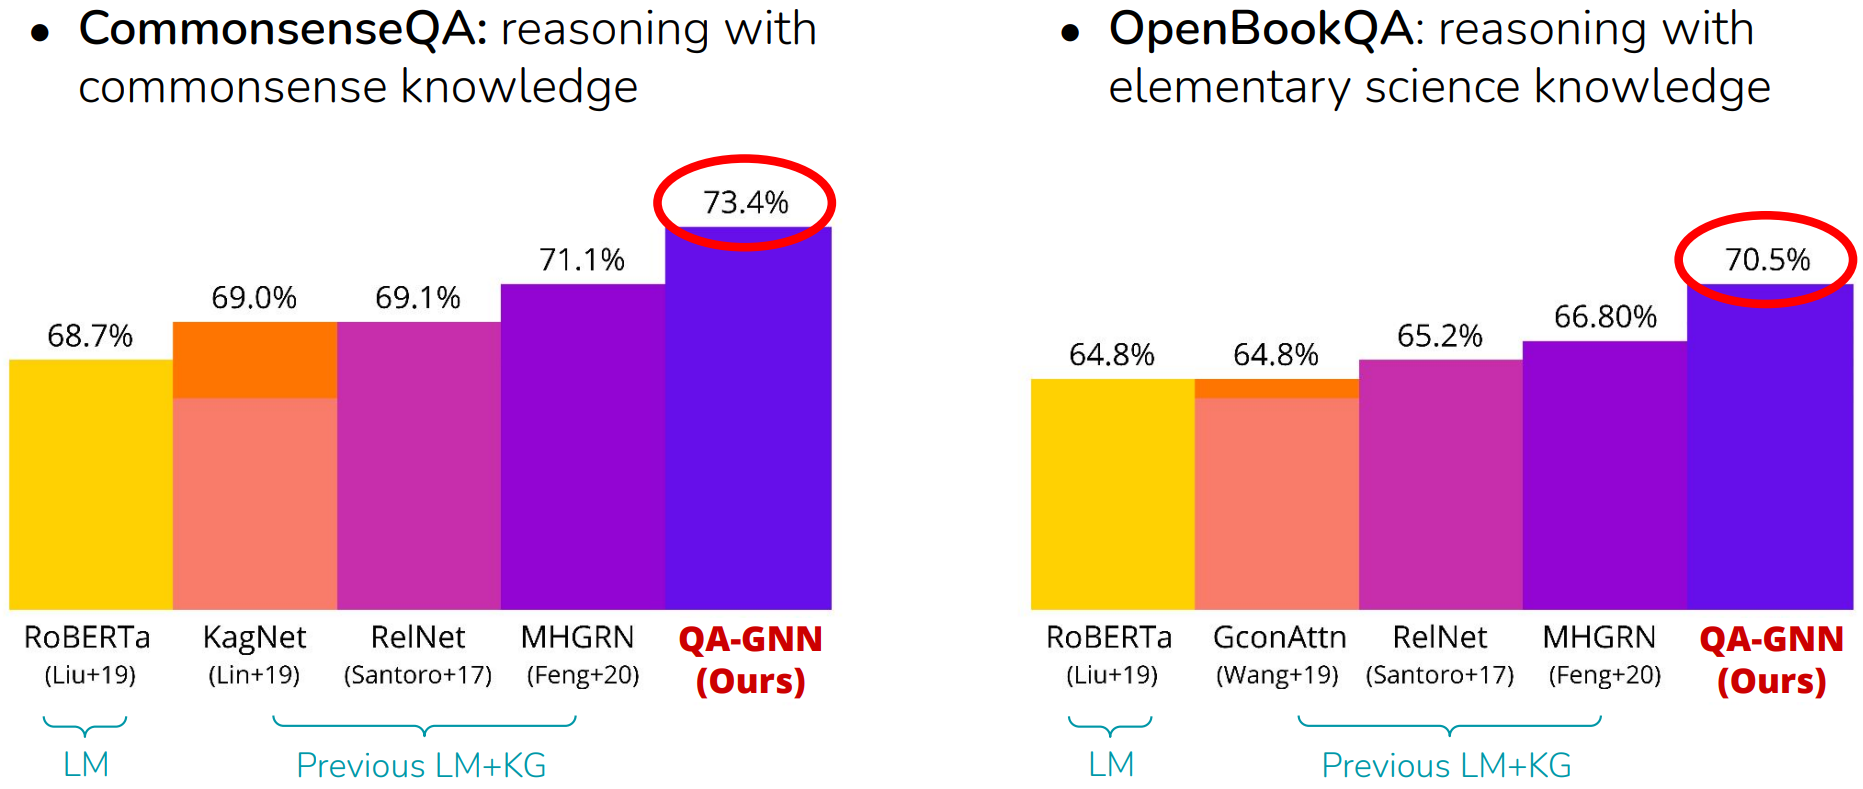 ● CommonsenseQA: reasoning with
commonsense knowledge
73.4%
71.1%
69.0%
69.1%
68.7%
RoBERTa
(Liu+19)
KagNet
(Lin+19)
RelNet
(Santoro+17)
MHGRN
(Feng+20)
QA-GNN
(Ours)
LM
Previous LM+KG
● OpenBookQA: reasoning with
elementary science knowledge
70.5%
66.80%
65.2%
64.8%
64.8%
RoBERTa
(Liu+19)
GconAttn
(Wang+19)
RelNet
(Santoro+17)
MHGRN
(Feng+20)
QA-GNN
(Ours)
LM
Previous LM+KG